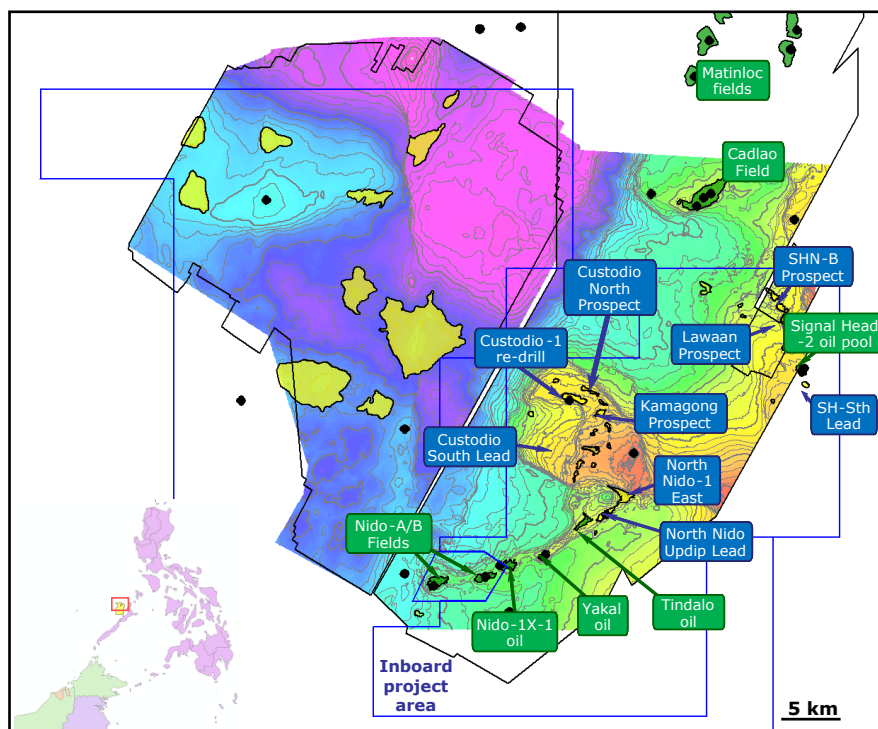 Matinloc
fields
Cadlao
Field
SHN-B
Prospect
Custodio
North
Prospect
Signal Head
-2 oil pool
Lawaan
Prospect
Custodio -1
re-drill
SH-Sth
Lead
Kamagong
Prospect
Custodio
South Lead
North
Nido-1
East
Nido-A/B
Fields
North Nido
Updip Lead
Nido-1X-1
oil
Yakal
oil
Tindalo
oil
Inboard
project
area
5 km